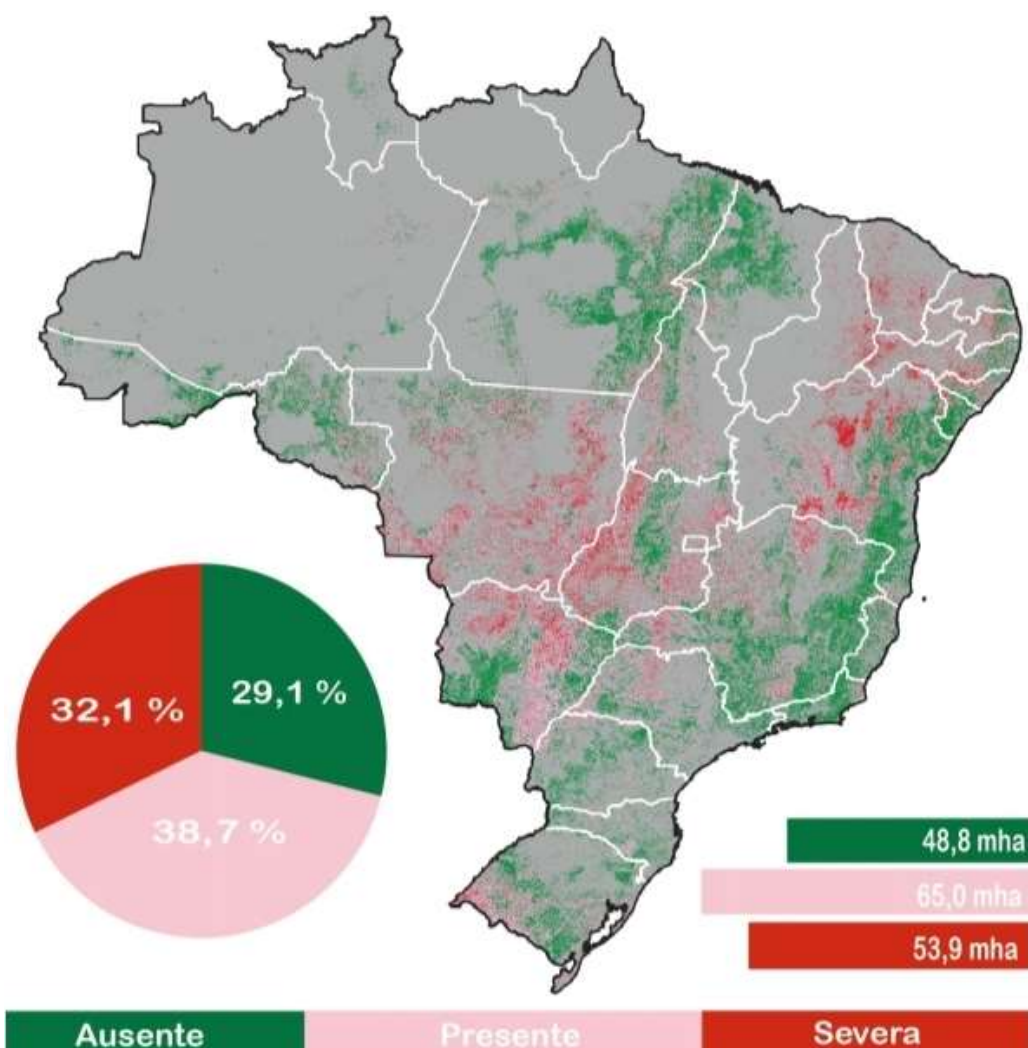 32,1 %
29,1 %
38,7 %
48,8 mha
65,0 mha
53,9 mha
Ausente
Presente
Severa